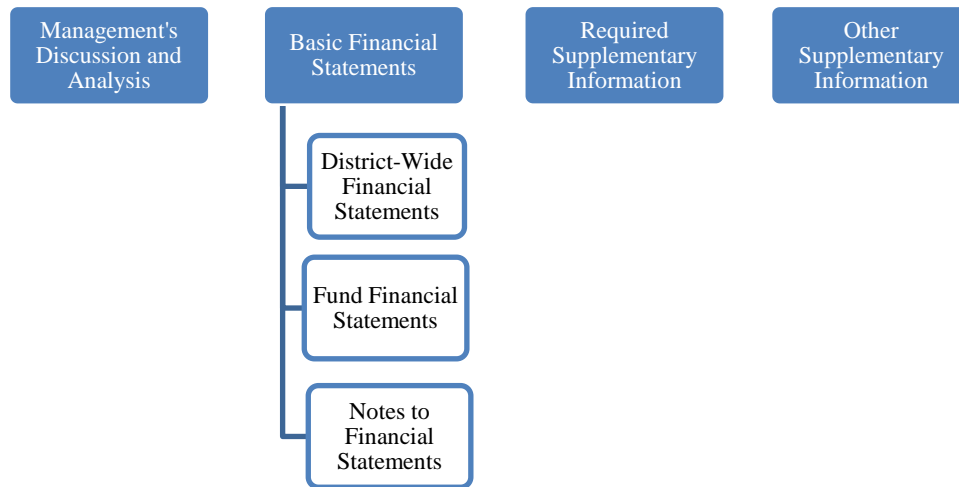 Management's
Discussion and
Analysis
Basic Financial
Statements
Required
Supplementary
Information
Other
Supplementary
Information
District-Wide
Financial
Statements
Fund Financial
Statements
Notes to
Financial
Statements